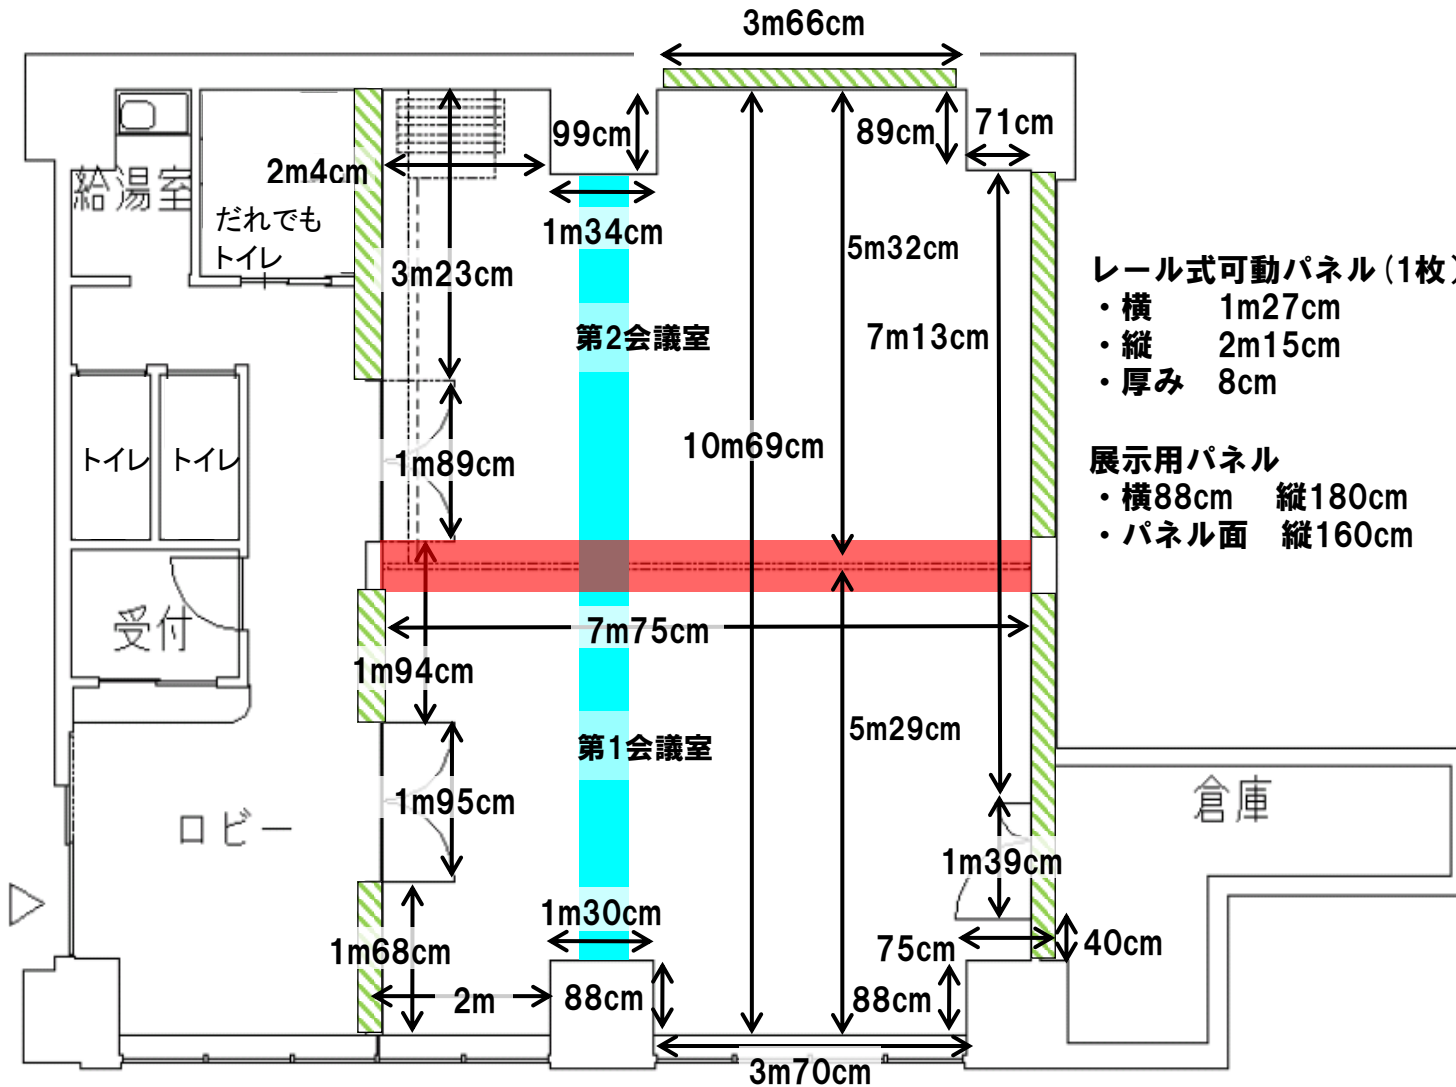 3m66cm
99cm
89cm
71cm
2m4cm
給湯室
だれでも
トイレ
1m34cm
3m23cm
5m32cm
第2会議室
7m13cm
レール式可動パネル(1枚)
・横 1m27cm
・縦 2m15cm
・厚み 8cm
10m69cm
トイレ
トイレ
1m89cm
展示用パネル
・横88cm 縦180cm
・パネル面 縦160cm
受付
7m75cm
1m94cm
5m29cm
第1会議室
ロビー
1m95cm
倉庫
1m39cm
1m30cm
1m68cm
75cm
40cm
2m
88cm
88cm
3m70cm